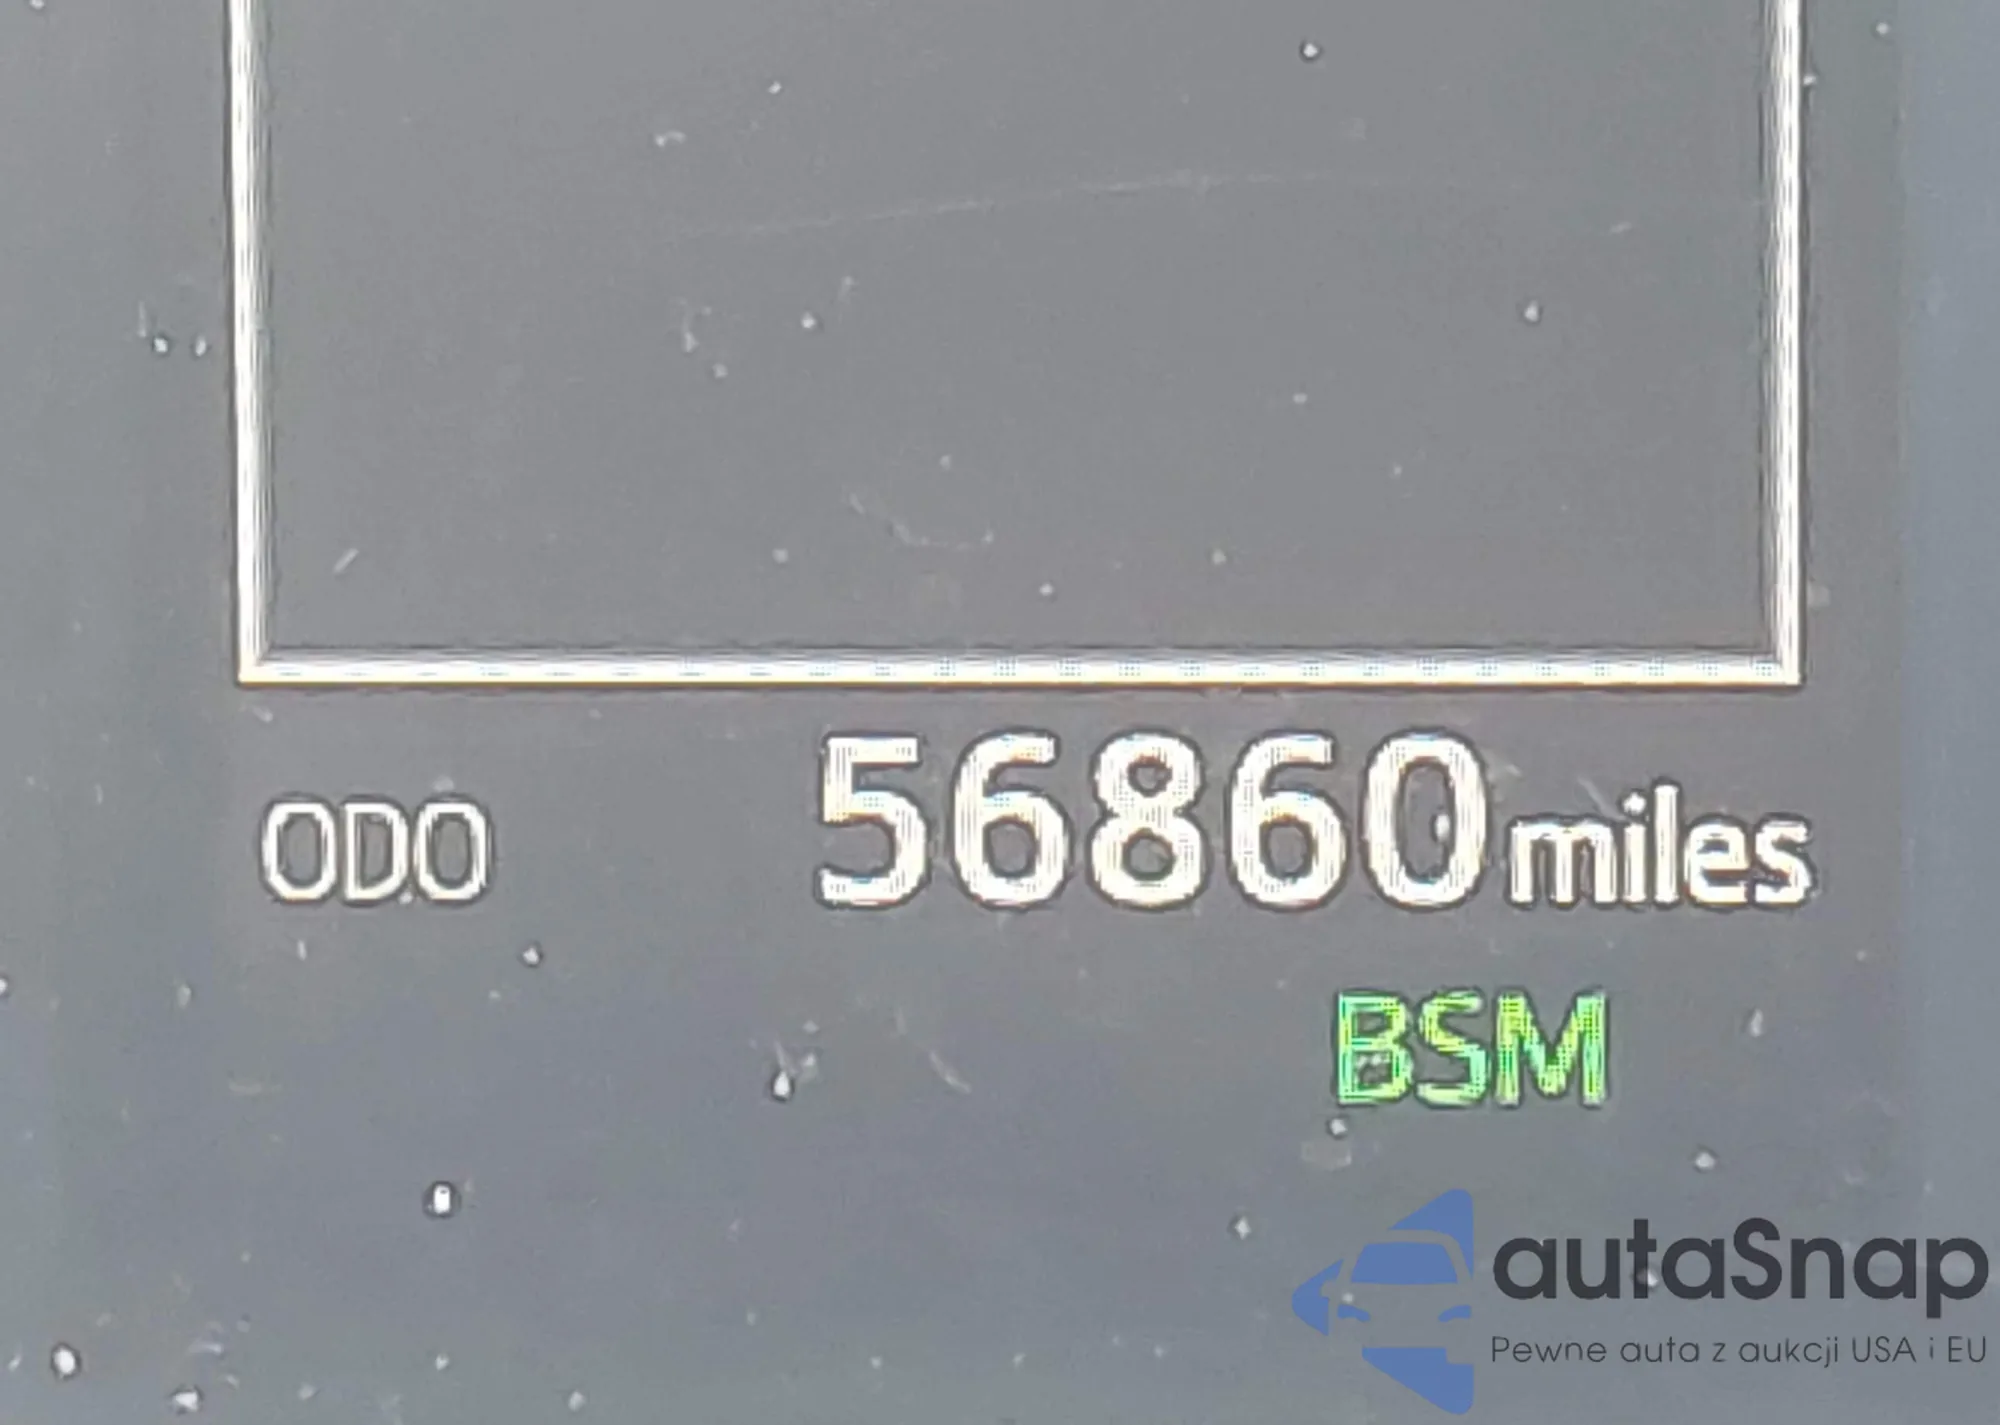 ODO 56860 miles
BSM
autaSnap
Pewne auta z aukcji USA i EU